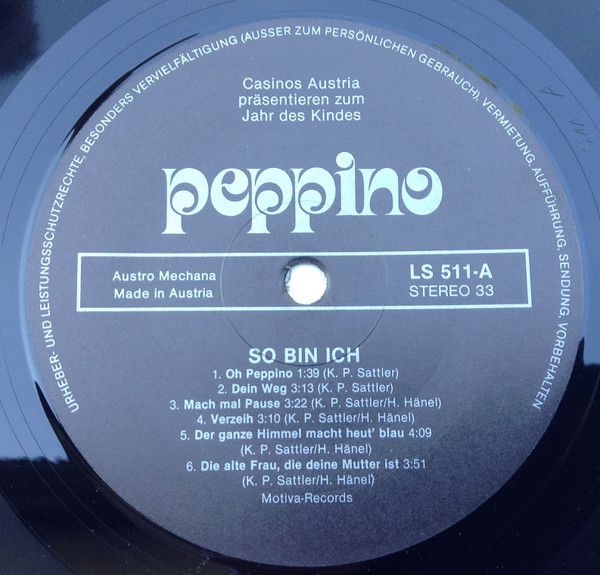 URHEBER- UND LEISTUNGSSCHUTZRECHTE, BESONDERS VERVIELFÄLTIGUNG (AUSSER ZUM PERSÖNLICHEN GEBRAUCH), VERMIETUNG, AUFFÜHRUNG, SENDUNG, VORBEHALTEN
Casinos Austria
präsentieren zum
Jahr des Kindes
peppino
Austro Mechana
Made in Austria
LS 511-A
STEREO 33
SO BIN ICH
1. Oh Peppino 1:39 (K. P. Sattler)
2. Dein Weg 3:13 (K. P. Sattler)
3. Mach mal Pause 3:22 (K. P. Sattler/H. Hänel)
4. Verzeih 3:10 (K. P. Sattler/H. Hänel)
5. Der ganze Himmel macht heut' blau 4:09
(K. P. Sattler/H. Hänel)
6. Die alte Frau, die deine Mutter ist 3:51
(K. P. Sattler/H. Hänel)
Motiva-Records